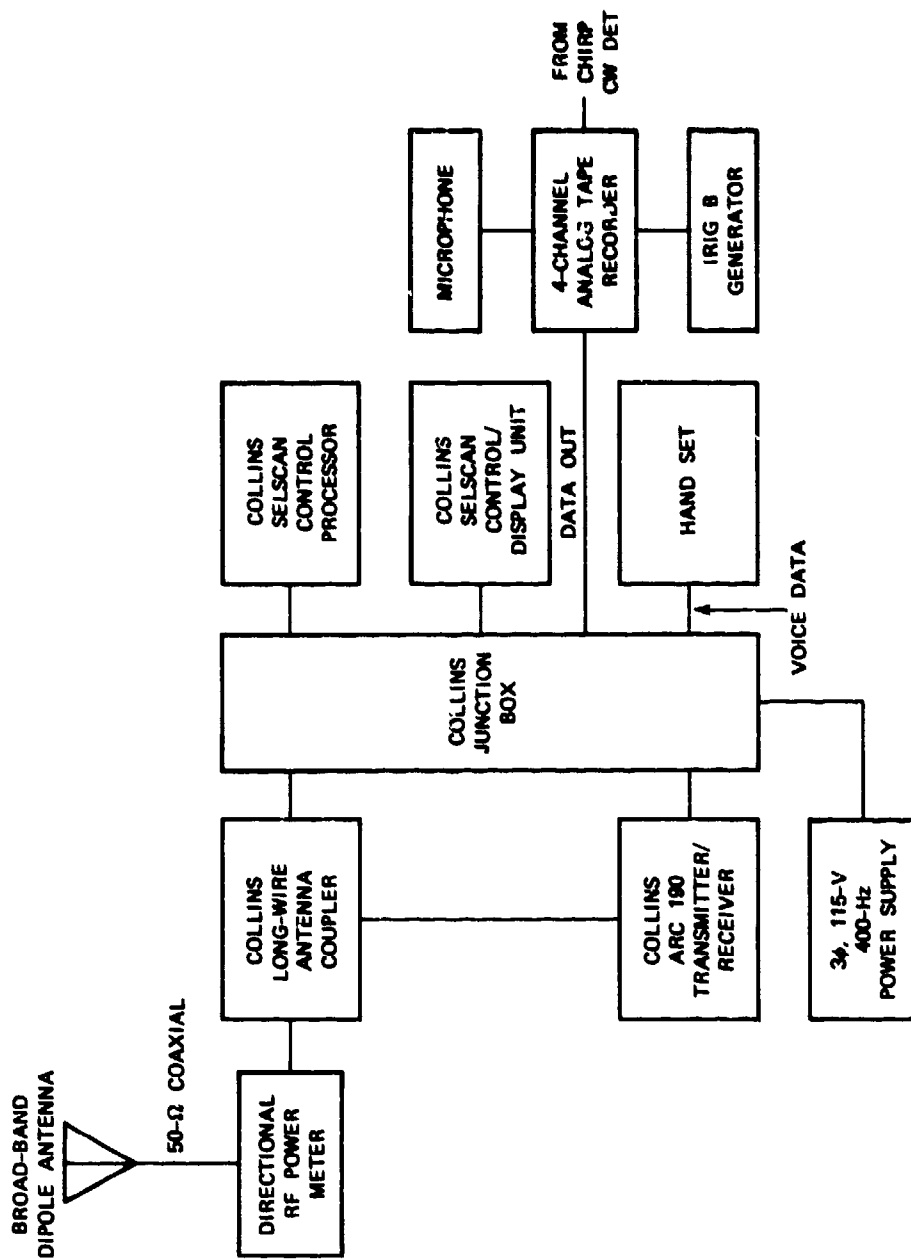 BROAD-BAND
DIPOLE ANTENNA
50-Ω COAXIAL
DIRECTIONAL
RF POWER
METER
COLLINS
LONG-WIRE
ANTENNA
COUPLER
COLLINS
ARC 190
TRANSMITTER/
RECEIVER
3ϕ, 115-V
400-Hz
POWER SUPPLY
COLLINS
JUNCTION
BOX
COLLINS
SELSCAN
CONTROL
PROCESSOR
COLLINS
SELSCAN
CONTROL/
DISPLAY UNIT
DATA OUT
HAND SET
VOICE DATA
MICROPHONE
4-CHANNEL
ANALOG TAPE
RECORDER
IRIG B
GENERATOR
FROM
CHIRP
CW DET